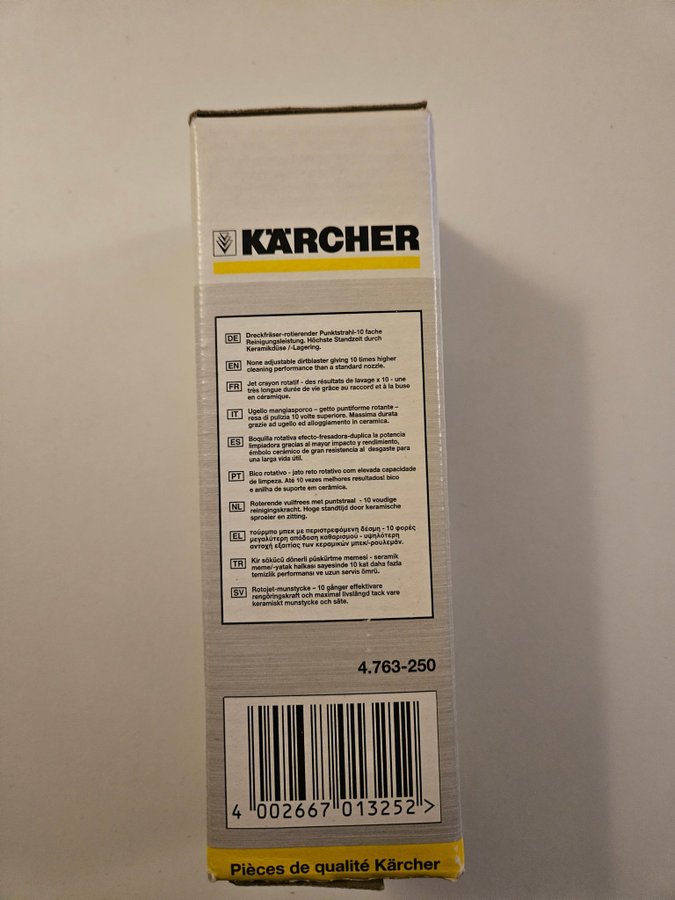 KÄRCHER
DE Dreckfräser-rotierender Punktstrahl-10 fache
Reinigungsleistung. Höchste Standzeit durch
Keramikdüse /-Lagering.
EN None adjustable dirtblaster giving 10 times higher
cleaning performance than a standard nozzle.
FR Jet crayon rotatif - des résultats de lavage x 10 - une
très longue durée de vie grâce au raccord et à la buse
en céramique.
IT Ugello mangiasporco – getto puntiforme rotante –
resa di pulizia 10 volte superiore. Massima durata
grazie ad ugello ed alloggiamento in ceramica.
ES Boquilla rotativa efecto-fresadora-duplica la potencia
limpiadora gracias al mayor impacto y rendimiento,
émbolo cerámico de gran resistencia al desgaste para
una larga vida útil.
PT Bico rotativo - jato reto rotativo com elevada capacidade
de limpeza. Até 10 vezes melhores resultados! bico
e anilha de suporte em cerâmica.
NL Roterende vuilfrees met puntstraal - 10 voudige
reinigingskracht. Hoge standtijd door keramische
sproeier en zitting.
EL τούρμπο μπεκ με περιστρεφόμενη δέσμη - 10 φορές
μεγαλύτερη απόδοση καθαρισμού - υψηλότερη
αντοχή εξαιτίας των κεραμικών μπεκ/-ρουλεμάν.
TR Kir sökücü dönerli püskürtme memesi - seramik
meme/-yatak halkası sayesinde 10 kat daha fazla
temizlik performansı ve uzun servis ömrü.
SV Rotojet-munstycke – 10 gånger effektivare
rengöringskraft och maximal livslängd tack vare
keramiskt munstycke och säte.
4.763-250
4 002667 013252 >
Pièces de qualité Kärcher